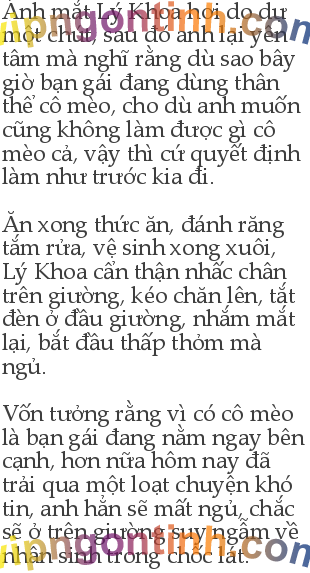 Ánh mắt Lý Khoa hơi do dự
một chút, sau đó anh lại yên
tâm mà nghĩ rằng dù sao bây
giờ bạn gái đang dùng thân
thể cô mèo, cho dù anh muốn
cũng không làm được gì cô
mèo cả, vậy thì cứ quyết định
làm như trước kia đi.
Ăn xong thức ăn, đánh răng
tắm rửa, vệ sinh xong xuôi,
Lý Khoa cẩn thận nhấc chân
trên giường, kéo chăn lên, tắt
đèn ở đầu giường, nhắm mắt
lại, bắt đầu thấp thỏm mà
ngủ.
Vốn tưởng rằng vì có cô mèo
là bạn gái đang nằm ngay bên
cạnh, hơn nữa hôm nay đã
trải qua một loạt chuyện khó
tin, anh hẳn sẽ mất ngủ, chắc
sẽ ở trên giường suy ngẫm về
nhân sinh trong chốc lát.
vipngontinh.com
vipngontinh.com